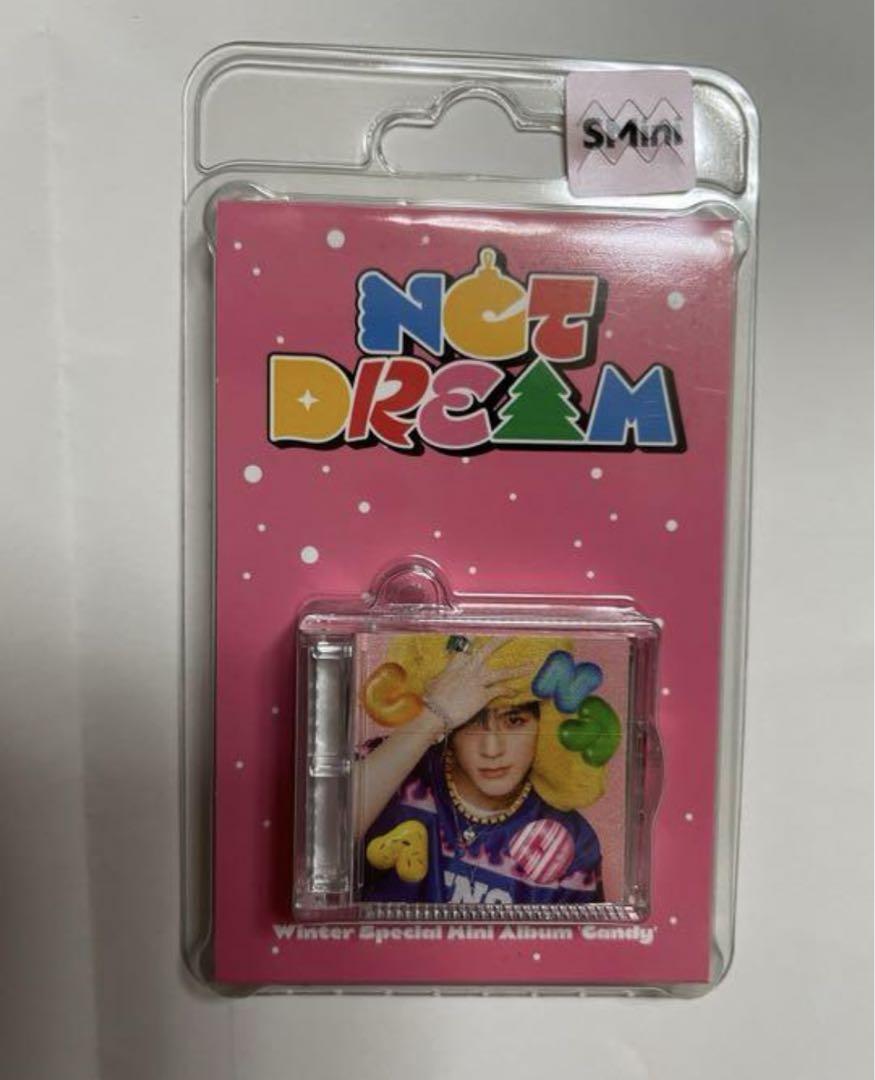 SMini
NCT
DREAM
Winter Special Mini Album 'Candy'